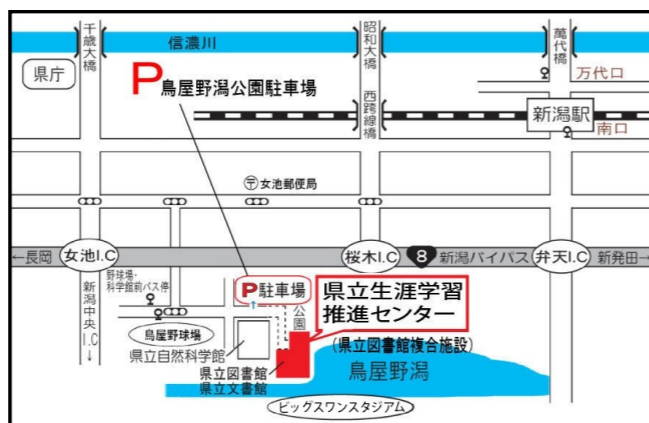 信濃川
千歳大橋
昭和大橋
萬代橋
県庁
P鳥屋野潟公園駐車場
万代口
西跨線橋
新潟駅
南口
〒女池郵便局
←長岡
女池I.C
桜木I.C
8
新潟バイパス
弁天I.C
新発田→
新潟中央I.C↓
野球場・科学館前バス停
P駐車場
公園
県立生涯学習
推進センター
鳥屋野球場
県立自然科学館
(県立図書館複合施設)
県立図書館
県立文書館
鳥屋野潟
ビッグスワンスタジアム